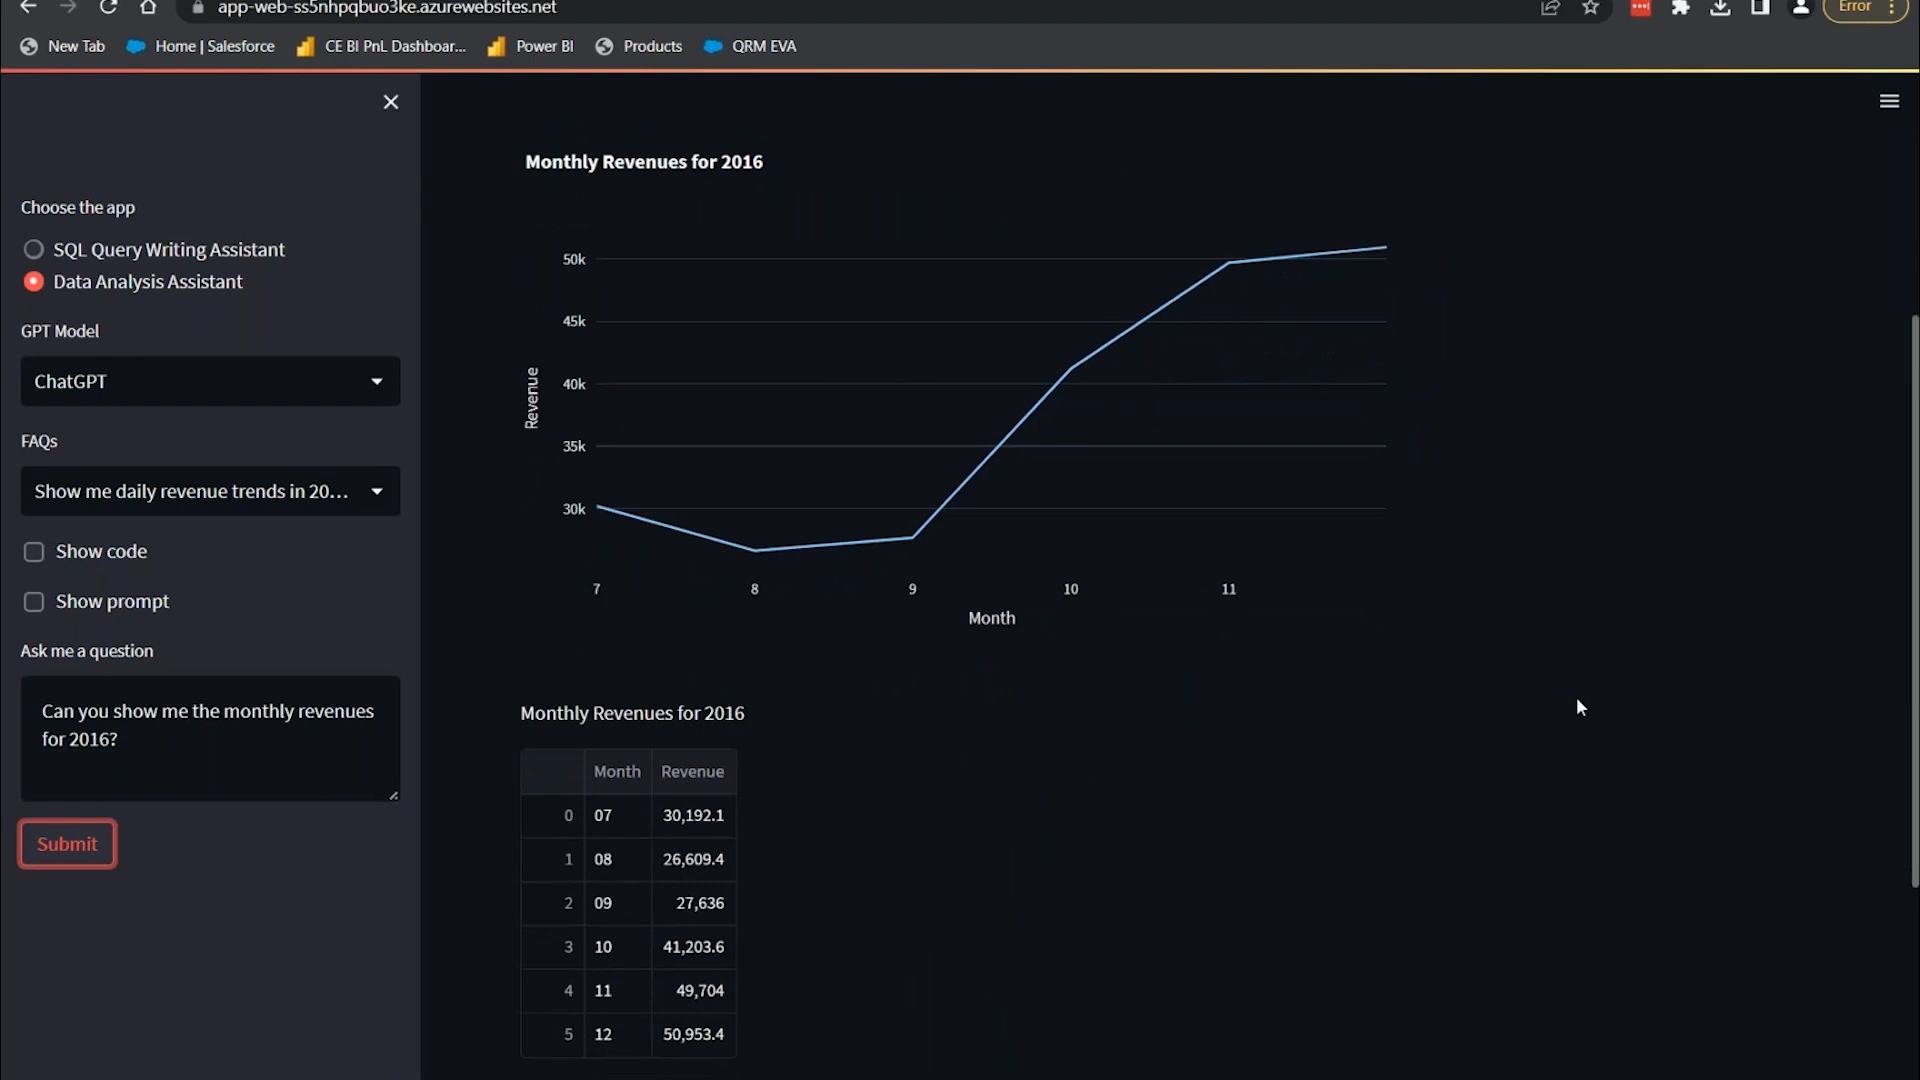 app-web-ss5nhpqbuo3ke.azurewebsites.net
Error
New Tab
Home | Salesforce
CE BI PnL Dashboar...
Power BI
Products
QRM EVA
Choose the app
SQL Query Writing Assistant
Data Analysis Assistant
GPT Model
ChatGPT
FAQs
Show me daily revenue trends in 20...
Show code
Show prompt
Ask me a question
Can you show me the monthly revenues
for 2016?
Submit
Monthly Revenues for 2016
50k
45k
40k
35k
30k
Revenue
7 8 9 10 11
Month
Monthly Revenues for 2016
Month Revenue
0 07 30,192.1
1 08 26,609.4
2 09 27,636
3 10 41,203.6
4 11 49,704
5 12 50,953.4